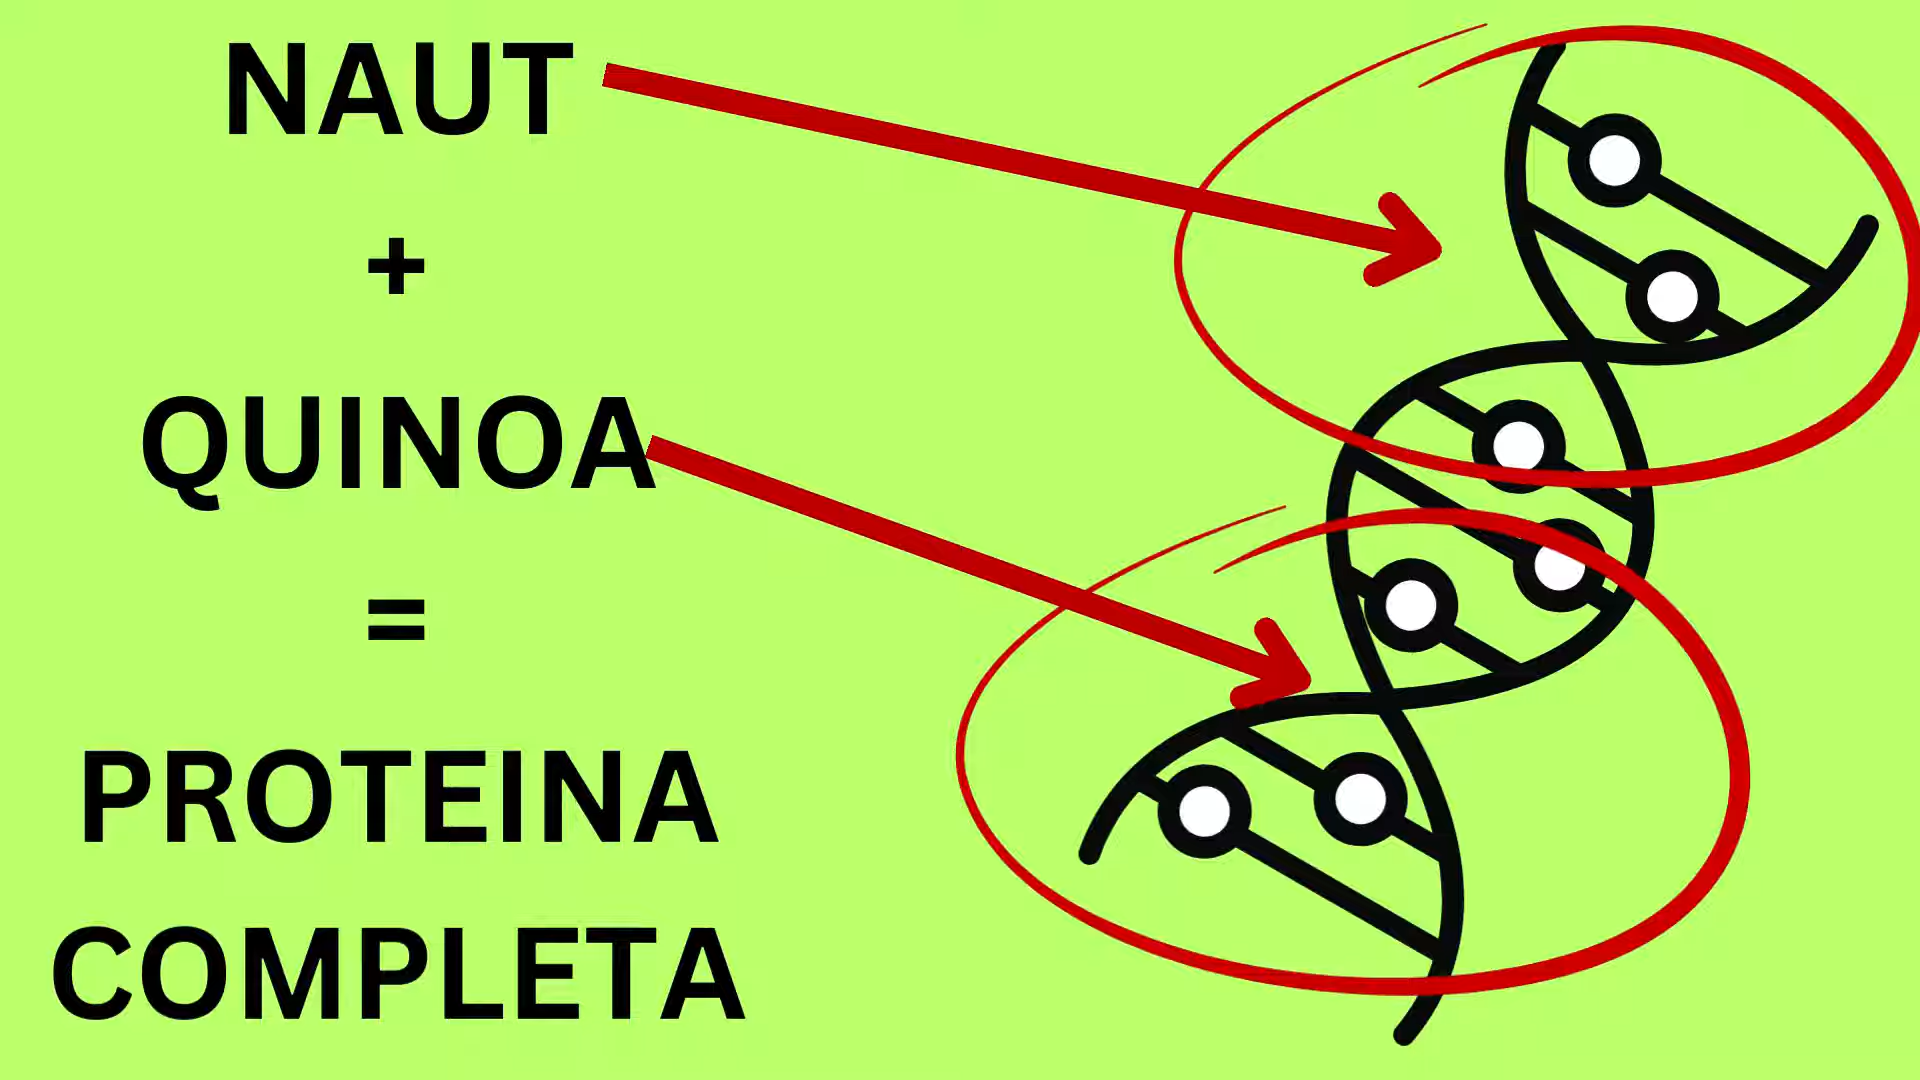 NAUT
+
QUINOA
=
PROTEINA
COMPLETA